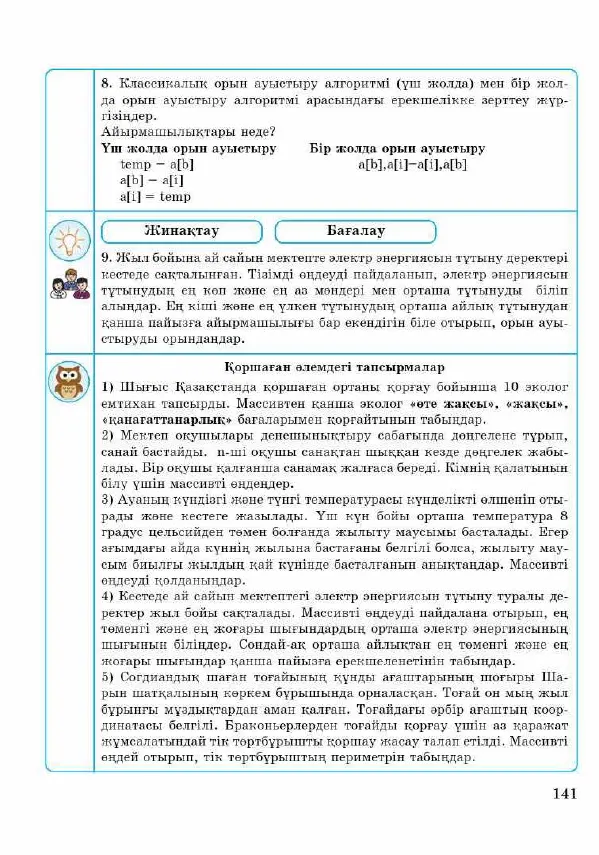 8. Классикалық орын ауыстыру алгоритмі (үш жолда) мен бір жол-
да орын ауыстыру алгоритмі арасындағы ерекшелікке зерттеу жүр-
гізіңдер.
Айырмашылықтары неде?
Үш жолда орын ауыстыру Бір жолда орын ауыстыру
temp − a[b] a[b],a[i]−a[i],a[b]
a[b] − a[i]
a[i] = temp
Жинақтау Бағалау
9. Жыл бойына ай сайын мектепте электр энергиясын тұтыну деректері
кестеде сақталынған. Тізімді өңдеуді пайдаланып, электр энергиясын
тұтынудың ең көп және ең аз мөндері мен орташа тұтынуды біліп
алыңдар. Ең кіші және ең үлкен тұтынудың орташа айлық тұтынудан
қанша пайызға айырмашылығы бар екендігін біле отырып, орын ауы-
стыруды орындаңдар.
Қоршаған әлемдегі тапсырмалар
1) Шығыс Қазақстанда қоршаған ортаны қорғау бойынша 10 эколог
емтихан тапсырды. Массивтен қанша эколог «өте жақсы», «жақсы»,
«қанағаттанарлық» бағаларымен қорғайтынын табыңдар.
2) Мектеп оқушылары денешынықтыру сабағында дөңгелене тұрып,
санай бастайды. n-ші оқушы санақтан шыққан кезде дөңгелек жабы-
лады. Бір оқушы қалғанша санамақ жалғаса береді. Кімнің қалатынын
білу үшін массивті өңдеңдер.
3) Ауаның күндізгі және түнгі температурасы күнделікті өлшеніп оты-
рады және кестеге жазылады. Үш күн бойы орташа температура 8
градус цельсийден төмен болғанда жылыту маусымы басталады. Егер
ағымдағы айда күннің жылына бастағаны белгілі болса, жылыту мау-
сым биылғы жылдың қай күнінде басталғанын анықтаңдар. Массивті
өңдеуді қолданыңдар.
4) Кестеде ай сайын мектептегі электр энергиясын тұтыну туралы де-
ректер жыл бойы сақталады. Массивті өңдеуді пайдалана отырып, ең
төменгі және ең жоғары шығындардың орташа электр энергиясының
шығынын біліңдер. Сондай-ақ орташа айлықтан ең төменгі және ең
жоғары шығындар қанша пайызға ерекшеленетінін табыңдар.
5) Согдиандық шаған тоғайының құнды ағаштарының шоғыры Ша-
рын шатқалының көркем бұрышында орналасқан. Тоғай он мың жыл
бұрынғы мұздықтардан аман қалған. Тоғайдағы әрбір ағаштың коор-
динатасы белгілі. Браконьерлерден тоғайды қорғау үшін аз қаражат
жұмсалатындай тік төртбұрышты қоршау жасау талап етілді. Массивті
өңдей отырып, тік төртбұрыштың периметрін табыңдар.
141